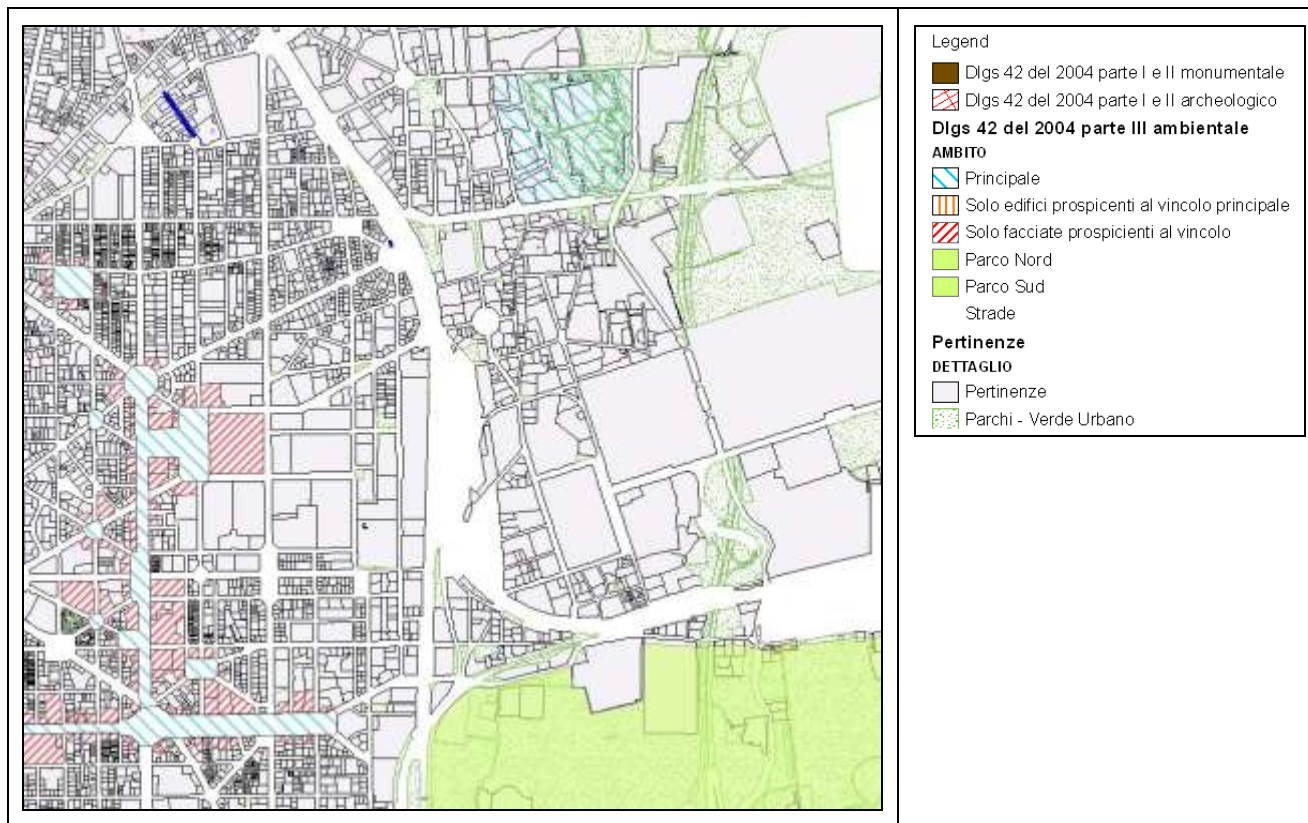 Legend
Dlgs 42 del 2004 parte I e II monumentale
Dlgs 42 del 2004 parte I e II archeologico
Dlgs 42 del 2004 parte III ambientale
AMBITO
Principale
Solo edifici prospicenti al vincolo principale
Solo facciate prospicienti al vincolo
Parco Nord
Parco Sud
Strade
Pertinenze
DETTAGLIO
Pertinenze
Parchi - Verde Urbano